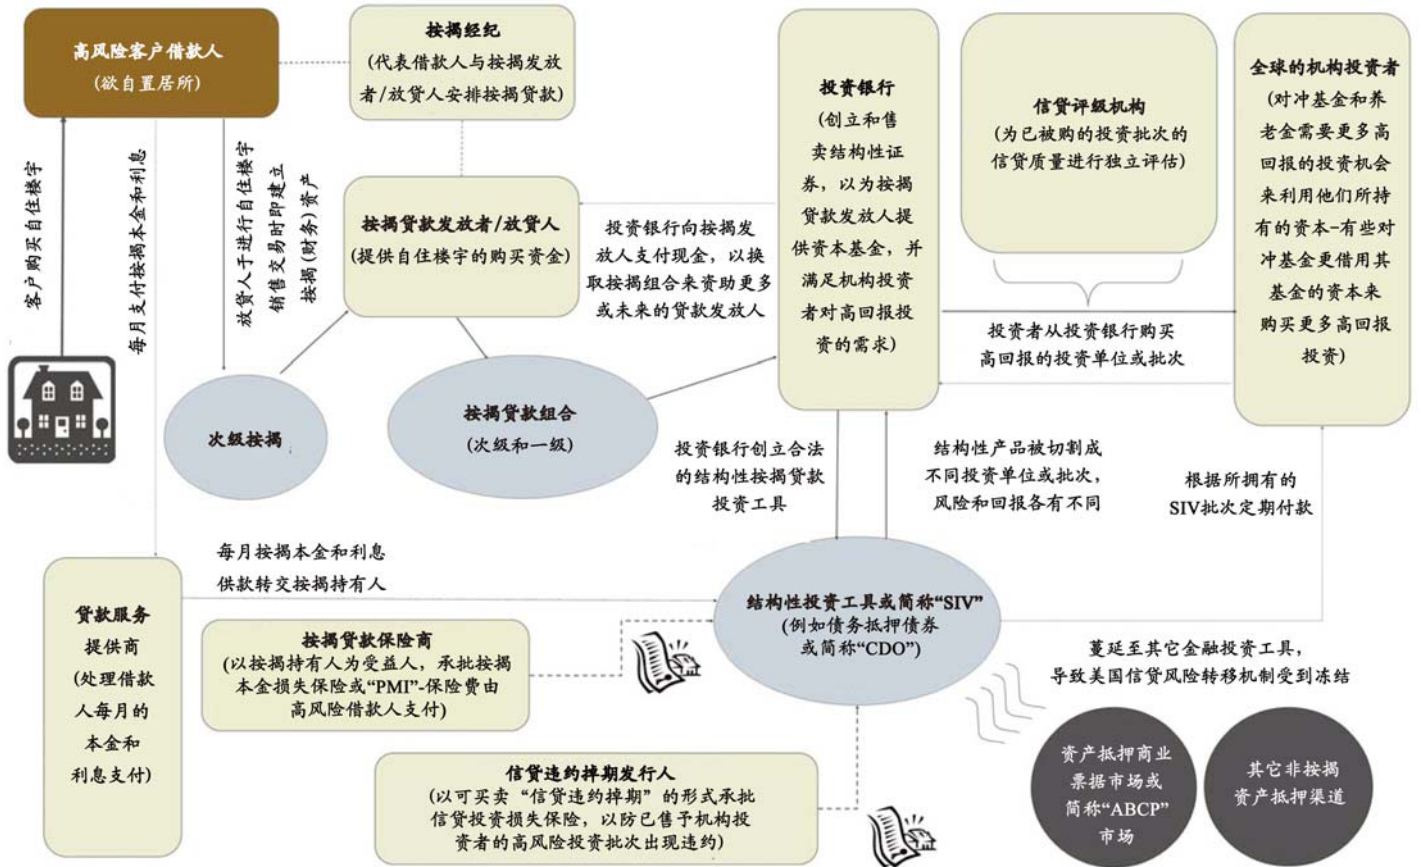 高风险客户借款人
(欲自置居所)
按揭经纪
(代表借款人与按揭发放
者/放贷人安排按揭贷款)
投资银行
(创立和售
卖结构性证
券，以为按揭
贷款发放人提
供资本基金，并
满足机构投资
者对高回报投
资的需求)
信贷评级机构
(为已被购的投资批次的
信贷质量进行独立评估)
全球的机构投资者
(对冲基金和养
老金需要更多高
回报的投资机会
来利用他们所持
有的资本-有些对
冲基金更借用其
基金的资本来
购买更多高回报
投资)
客户购买自住楼宇
每月支付按揭本金和利息
放贷人于进行自住楼宇
销售交易时即建立
按揭(财务)资产
按揭贷款发放者/放贷人
(提供自住楼宇的购买资金)
投资银行向按揭发
放人支付现金，以换
取按揭组合来资助更多
或未来的贷款发放人
投资者从投资银行购买
高回报的投资单位或批次
次级按揭
按揭贷款组合
(次级和一级)
投资银行创立合法
的结构性按揭贷款
投资工具
结构性产品被切割成
不同投资单位或批次，
风险和回报各有不同
根据所拥有的
SIV批次定期付款
每月按揭本金和利息
供款转交按揭持有人
贷款服务
提供商
(处理借款
人每月的
本金和
利息支付)
按揭贷款保险商
(以按揭持有人为受益人，承批按揭
本金损失保险或“PMI”-保险费由
高风险借款人支付)
结构性投资工具或简称“SIV”
(例如债务抵押债券
或简称“CDO”)
蔓延至其它金融投资工具，
导致美国信贷风险转移机制受到冻结
信贷违约掉期发行人
(以可买卖“信贷违约掉期”的形式承批
信贷投资损失保险，以防已售予机构投
资者的高风险投资批次出现违约)
资产抵押商业
票据市场或
简称“ABCP”
市场
其它非按揭
资产抵押渠道